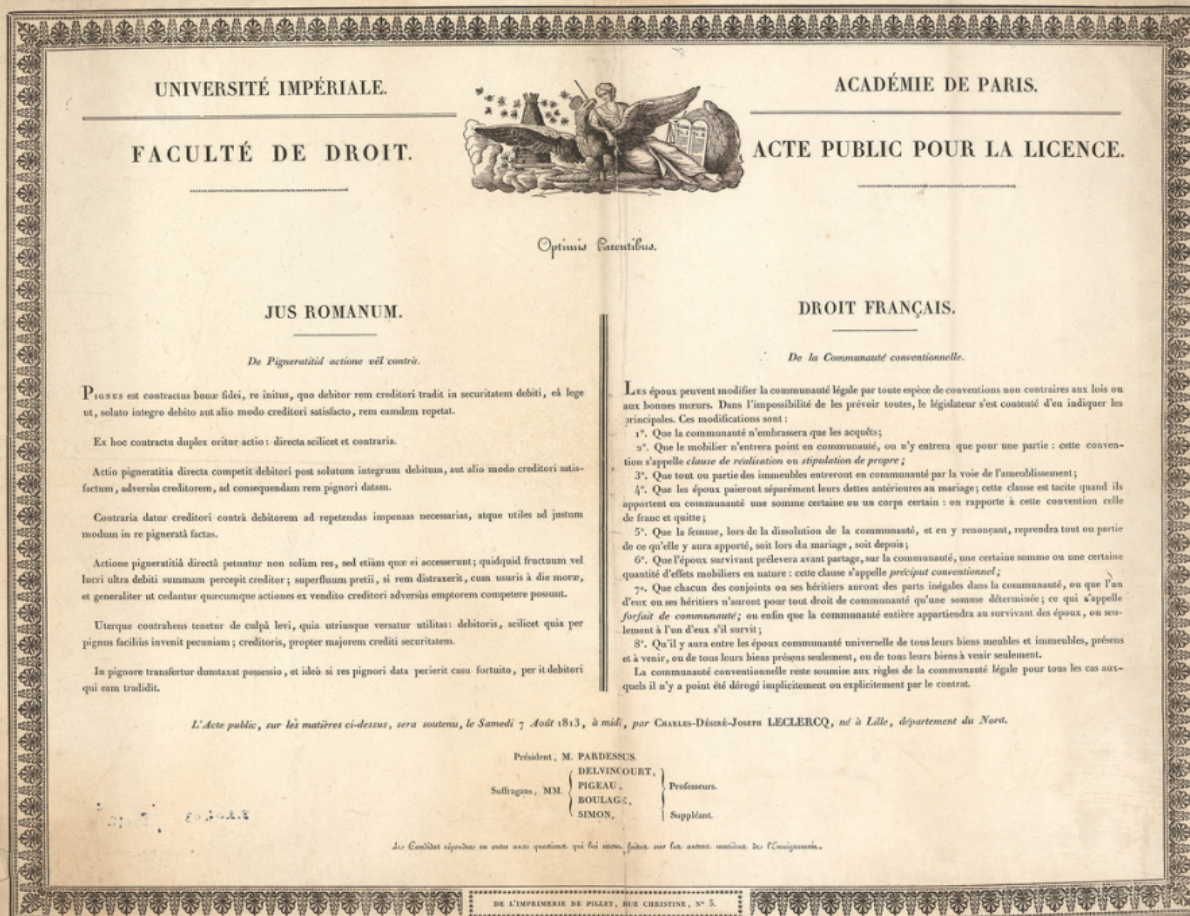 UNIVERSITÉ IMPÉRIALE.
FACULTÉ DE DROIT.
ACADÉMIE DE PARIS.
ACTE PUBLIC POUR LA LICENCE.
Optimis Parentibus.
JUS ROMANUM.
De Pigneratitiâ actione vel contrà.
PIGNUS est contractus bonæ fidei, re initus, quo debitor rem creditori tradit in securitatem debiti, eâ lege
ut, soluto integro debito aut alio modo creditori satisfacto, rem eamdem repetat.
Ex hoc contractu duplex oritur actio : directa scilicet et contraria.
Actio pigneratitia directa competit debitori post solutum integrum debitum, aut alio modo creditori satis-
factum, adversùs creditorem, ad consequendam rem pignori datam.
Contraria datur creditori contrà debitorem ad repetendas impensas necessarias, atque utiles ad justum
modum in re pigneratâ factas.
Actione pigneratitiâ directâ petuntur non solùm res, sed etiàm quæ ei accesserunt; quidquid fructuum vel
lucri ultra debiti summam percepit creditor; superfluum pretii, si rem distraxerit, cum usuris à die moræ,
et generaliter ut cedantur quæcumque actiones ex vendito creditori adversus emptorem competere possunt.
Uterque contrahens tenetur de culpâ levi, quia utriusque versatur utilitas : debitoris, scilicet quia per
pignus faciliùs invenit pecuniam; creditoris, propter majorem crediti securitatem.
In pignore transfertur dumtaxat possessio, et ideò si res pignori data perierit casu fortuito, per it debitori
qui eam tradidit.
DROIT FRANÇAIS.
De la Communauté conventionnelle.
LES époux peuvent modifier la communauté légale par toute espèce de conventions non contraires aux lois ou
aux bonnes mœurs. Dans l'impossibilité de les prévoir toutes, le législateur s'est contenté d'en indiquer les
principales. Ces modifications sont :
1°. Que la communauté n'embrassera que les acquêts;
2°. Que le mobilier n'entrera point en communauté, ou n'y entrera que pour une partie : cette conven-
tion s'appelle clause de réalisation ou stipulation de propre;
3°. Que tout ou partie des immeubles entreront en communauté par la voie de l'ameublissement;
4°. Que les époux paieront séparément leurs dettes antérieures au mariage; cette clause est tacite quand ils
apportent en communauté une somme certaine ou un corps certain : on rapporte à cette convention celle
de franc et quitte;
5°. Que la femme, lors de la dissolution de la communauté, et en y renonçant, reprendra tout ou partie
de ce qu'elle y aura apporté, soit lors du mariage, soit depuis;
6°. Que l'époux survivant prélevera avant partage, sur la communauté, une certaine somme ou une certaine
quantité d'effets mobiliers en nature : cette clause s'appelle préciput conventionnel;
7°. Que chacun des conjoints ou ses héritiers auront des parts inégales dans la communauté, ou que l'un
d'eux ou ses héritiers n'auront pour tout droit de communauté qu'une somme déterminée; ce qui s'appelle
forfait de communauté; ou enfin que la communauté entière appartiendra au survivant des époux, ou seu-
lement à l'un d'eux s'il survit;
8°. Qu'il y aura entre les époux communauté universelle de tous leurs biens meubles et immeubles, présens
et à venir, ou de tous leurs biens présens seulement, ou de tous leurs biens à venir seulement.
La communauté conventionnelle reste soumise aux règles de la communauté légale pour tous les cas aux-
quels il n'y a point été dérogé implicitement ou explicitement par le contrat.
L'Acte public, sur les matières ci-dessus, sera soutenu, le Samedi 7 Août 1813, à midi, par CHARLES-DÉSIRÉ-JOSEPH LECLERCQ, né à Lille, département du Nord.
Président, M. PARDESSUS.
Suffragans, MM. DELVINCOURT,
PIGEAU, Professeurs.
BOULAGE,
SIMON, Suppléant.
Le Candidat répondra en outre aux questions qui lui seront faites sur les autres matières de l'Enseignement.
DE L'IMPRIMERIE DE PILLET, RUE CHRISTINE, N° 5.